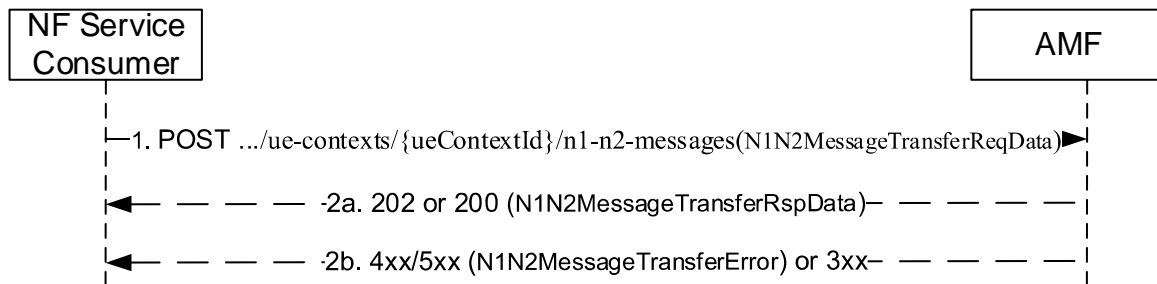 NF Service
Consumer
AMF
1. POST .../ue-contexts/{ueContextId}/n1-n2-messages(N1N2MessageTransferReqData)
2a. 202 or 200 (N1N2MessageTransferRspData)
2b. 4xx/5xx (N1N2MessageTransferError) or 3xx